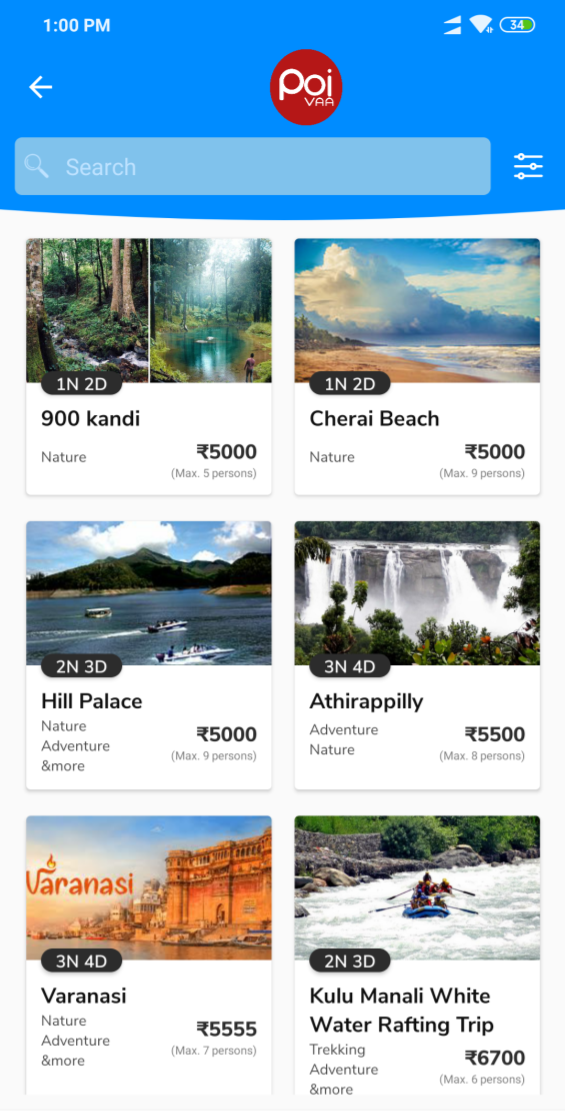 1:00 PM
34
Poi
VAA
Search
1N 2D
900 kandi
Nature
₹5000
(Max. 5 persons)
1N 2D
Cherai Beach
Nature
₹5000
(Max. 9 persons)
2N 3D
Hill Palace
Nature
Adventure
&more
₹5000
(Max. 9 persons)
3N 4D
Athirappilly
Adventure
Nature
₹5500
(Max. 8 persons)
Varanasi
3N 4D
Varanasi
Nature
Adventure
&more
₹5555
(Max. 7 persons)
2N 3D
Kulu Manali White
Water Rafting Trip
Trekking
Adventure
&more
₹6700
(Max. 6 persons)